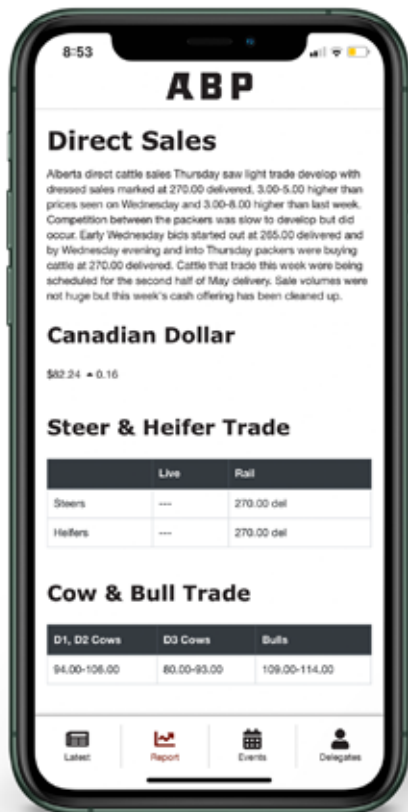 8:53
ABP
Direct Sales
Alberta direct cattle sales Thursday saw light trade develop with
dressed sales marked at 270.00 delivered, 3.00-5.00 higher than
prices seen on Wednesday and 3.00-8.00 higher than last week.
Competition between the packers was slow to develop but did
occur. Early Wednesday bids started out at 265.00 delivered and
by Wednesday evening and into Thursday packers were buying
cattle at 270.00 delivered. Cattle that trade this week were being
scheduled for the second half of May delivery. Sale volumes were
not huge but this week's cash offering has been cleaned up.
Canadian Dollar
$82.24 ▲ 0.16
Steer & Heifer Trade
Live Rail
Steers --- 270.00 del
Heifers --- 270.00 del
Cow & Bull Trade
D1, D2 Cows D3 Cows Bulls
94.00-106.00 80.00-93.00 109.00-114.00
Latest Report Events Delegates